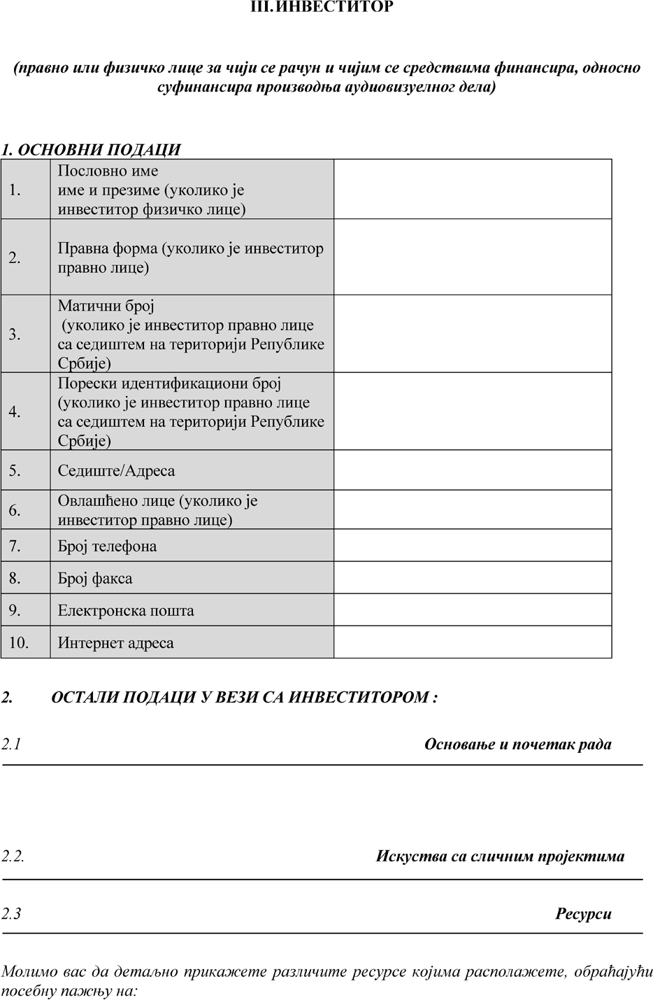 III. ИНВЕСТИТОР
(правно или физичко лице за чији се рачун и чијим се средствима финансира, односно
суфинансира производња аудиовизуелног дела)
1. ОСНОВНИ ПОДАЦИ
1.
Пословно име
име и презиме (уколико је
инвеститор физичко лице)
2.
Правна форма (уколико је инвеститор
правно лице)
3.
Матични број
(уколико је инвеститор правно лице
са седиштем на територији Републике
Србије)
4.
Порески идентификациони број
(уколико је инвеститор правно лице
са седиштем на територији Републике
Србије)
5.
Седиште/Адреса
6.
Овлашћено лице (уколико је
инвеститор правно лице)
7.
Број телефона
8.
Број факса
9.
Електронска пошта
10.
Интернет адреса
2. ОСТАЛИ ПОДАЦИ У ВЕЗИ СА ИНВЕСТИТОРОМ :
2.1 Основање и почетак рада
2.2. Искуства са сличним пројектима
2.3 Ресурси
Молимо вас да детаљно прикажете различите ресурсе којима располажете, обраћајући
посебну пажњу на: